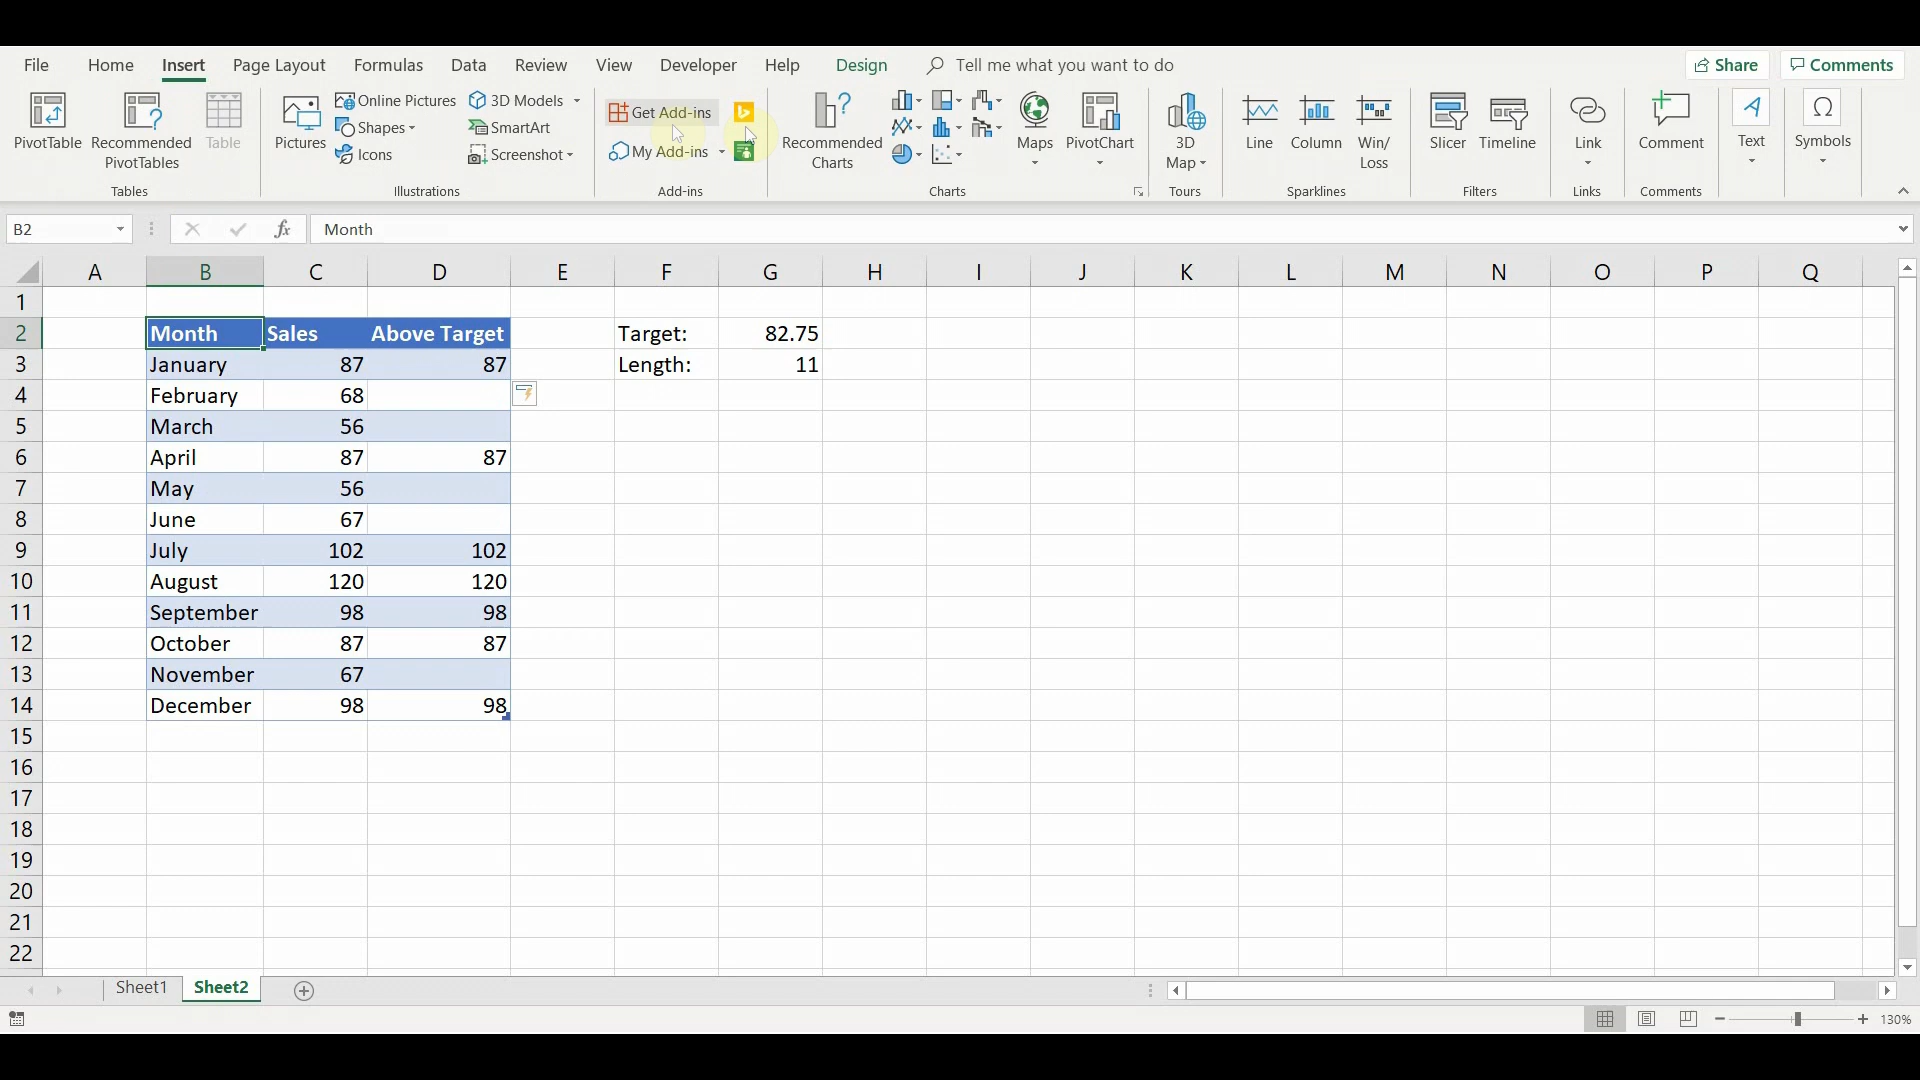 File Home Insert Page Layout Formulas Data Review View Developer Help Design Tell me what you want to do Share Comments
PivotTable
Recommended
PivotTables
Table
Tables
Pictures
Online Pictures
Shapes
Icons
3D Models
SmartArt
Screenshot
Illustrations
Get Add-ins
My Add-ins
Add-ins
Recommended
Charts
Maps
PivotChart
Charts
3D
Map
Tours
Line
Column
Win/
Loss
Sparklines
Slicer
Timeline
Filters
Link
Links
Comment
Comments
Text
Symbols
B2 fx Month
A B C D E F G H I J K L M N O P Q
1
2 Month Sales Above Target Target: 82.75
3 January 87 87 Length: 11
4 February 68
5 March 56
6 April 87 87
7 May 56
8 June 67
9 July 102 102
10 August 120 120
11 September 98 98
12 October 87 87
13 November 67
14 December 98 98
15
16
17
18
19
20
21
22
Sheet1 Sheet2
130%